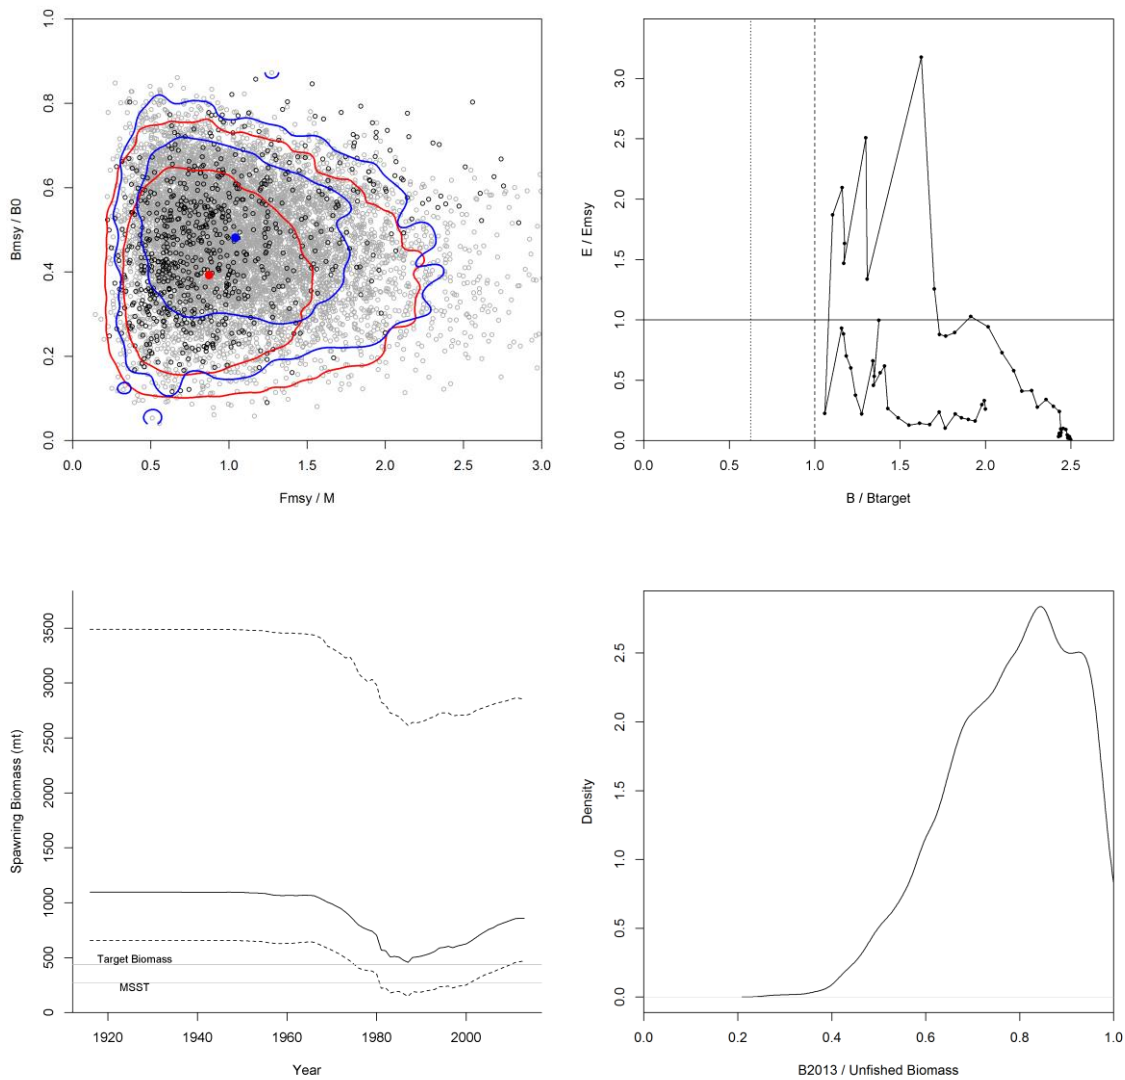 1.0
0.8
0.6
0.4
0.2
0.0
Bmsy / B0
0.0 0.5 1.0 1.5 2.0 2.5 3.0
Fmsy / M
3.0
2.5
2.0
1.5
1.0
0.5
0.0
E / Emsy
0.0 0.5 1.0 1.5 2.0 2.5
B / Btarget
3500
3000
2500
2000
1500
1000
500
0
Spawning Biomass (mt)
Target Biomass
MSST
1920 1940 1960 1980 2000
Year
2.5
2.0
1.5
1.0
0.5
0.0
Density
0.0 0.2 0.4 0.6 0.8 1.0
B2013 / Unfished Biomass